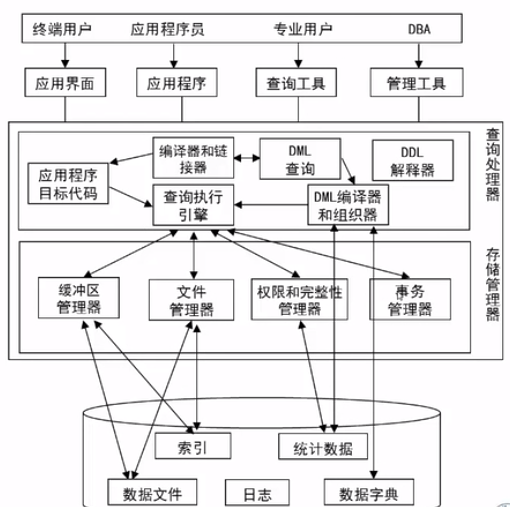 终端用户 应用程序员 专业用户 DBA
应用界面 应用程序 查询工具 管理工具
查询处理器
编译器和链
接器
DML
查询
DDL
解释器
应用程序
目标代码
查询执行
引擎
DML编译器
和组织器
存储管理器
缓冲区
管理器
文件
管理器
权限和完整性
管理器
事务
管理器
索引 统计数据
数据文件 日志 数据字典